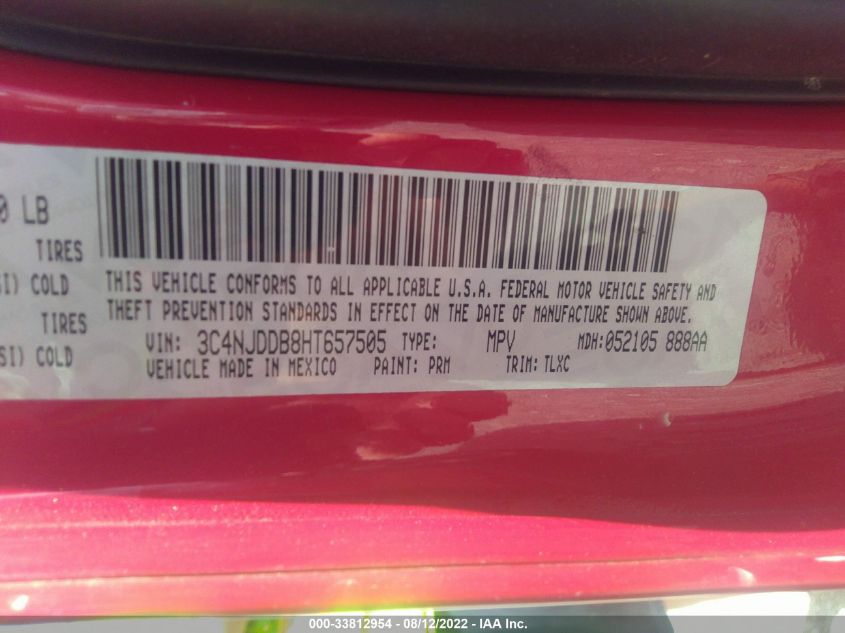 0 LB
TIRES
SI) COLD
TIRES
SI) COLD
THIS VEHICLE CONFORMS TO ALL APPLICABLE U.S.A. FEDERAL MOTOR VEHICLE SAFETY AND
THEFT PREVENTION STANDARDS IN EFFECT ON THE DATE OF MANUFACTURE SHOWN ABOVE.
VIN: 3C4NJDDB8HT657505 TYPE: MPV MDH:052105 888AA
VEHICLE MADE IN MEXICO PAINT: PRM TRIM: TLXC
000-33812954 - 08/12/2022 - IAA Inc.